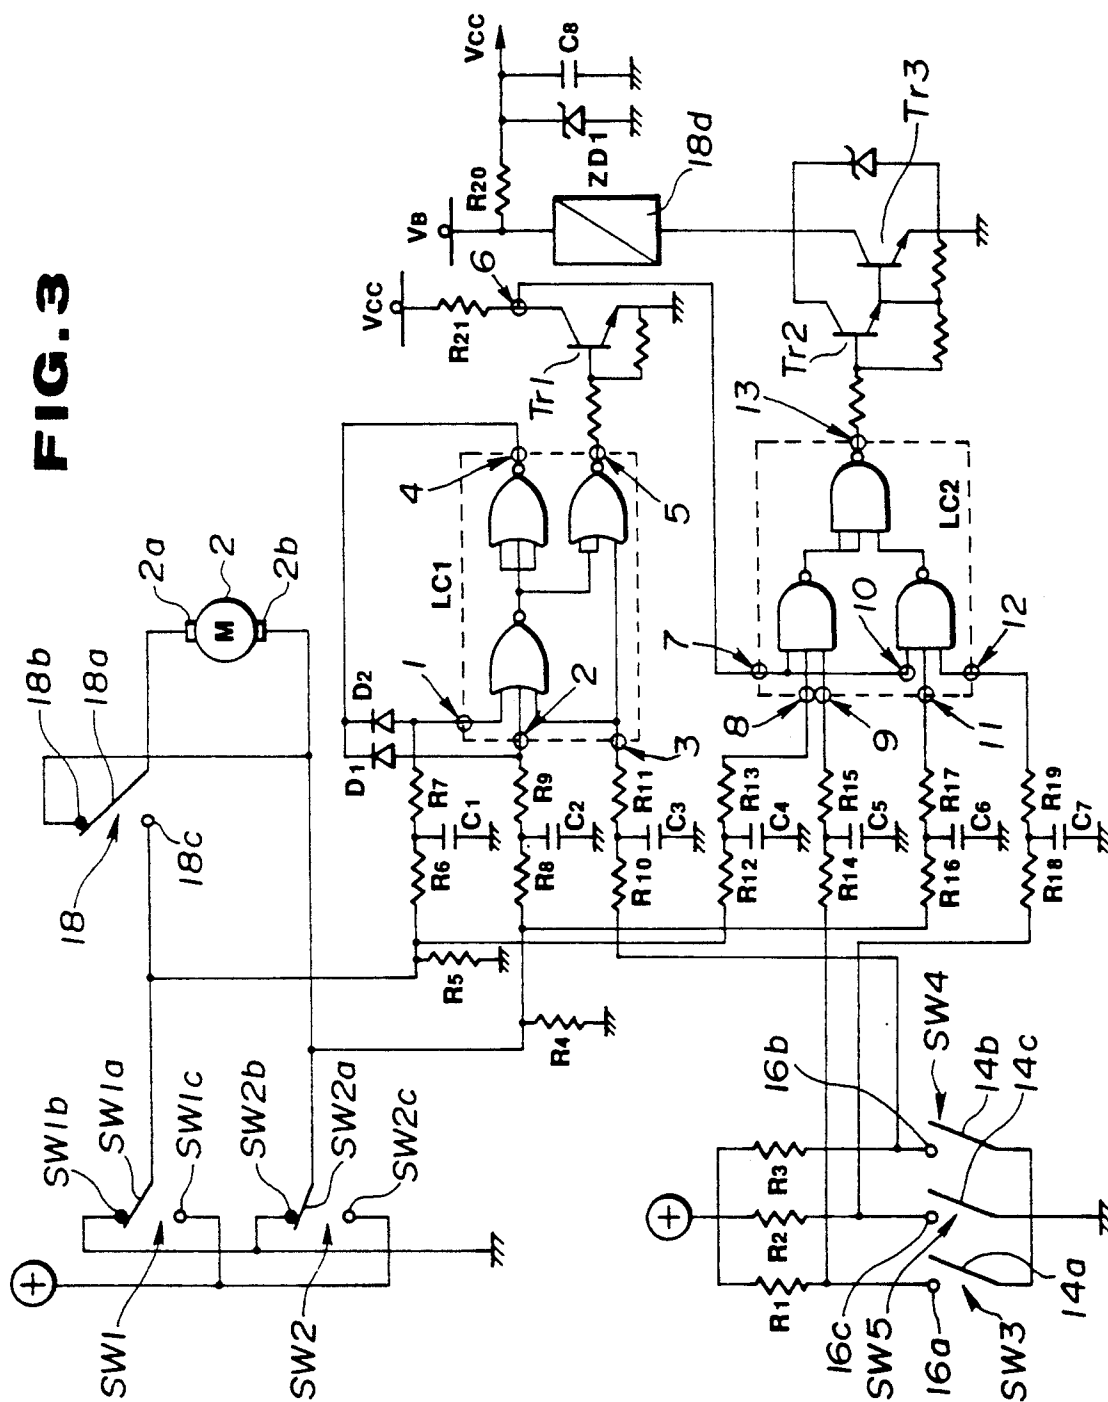 FIG.3
SW1
SW1b
SW1a
SW1c
SW2
SW2b
SW2a
SW2c
18
18b
18a
18c
2a
2
2b
M
R5
R4
R6
C1
R7
R8
C2
R9
R10
C3
R11
R12
C4
R13
R14
C5
R15
R16
C6
R17
R18
C7
R19
D1
D2
1
2
3
LC1
4
5
Tr1
VCC
R21
6
VB
R20
VCC
C8
ZD1
18d
7
8
9
10
11
12
LC2
13
Tr2
Tr3
R1
R2
R3
16b
16c
16a
SW5
SW3
SW4
14b
14c
14a